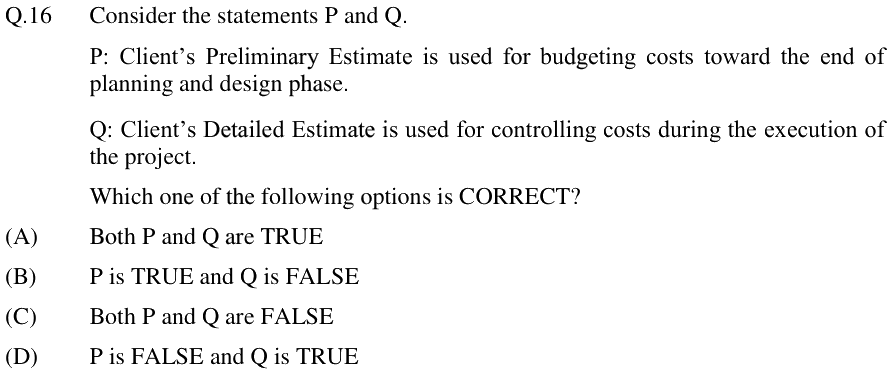 Q.16 Consider the statements P and Q.
P: Client’s Preliminary Estimate is used for budgeting costs toward the end of
planning and design phase.
Q: Client’s Detailed Estimate is used for controlling costs during the execution of
the project.
Which one of the following options is CORRECT?
(A) Both P and Q are TRUE
(B) P is TRUE and Q is FALSE
(C) Both P and Q are FALSE
(D) P is FALSE and Q is TRUE